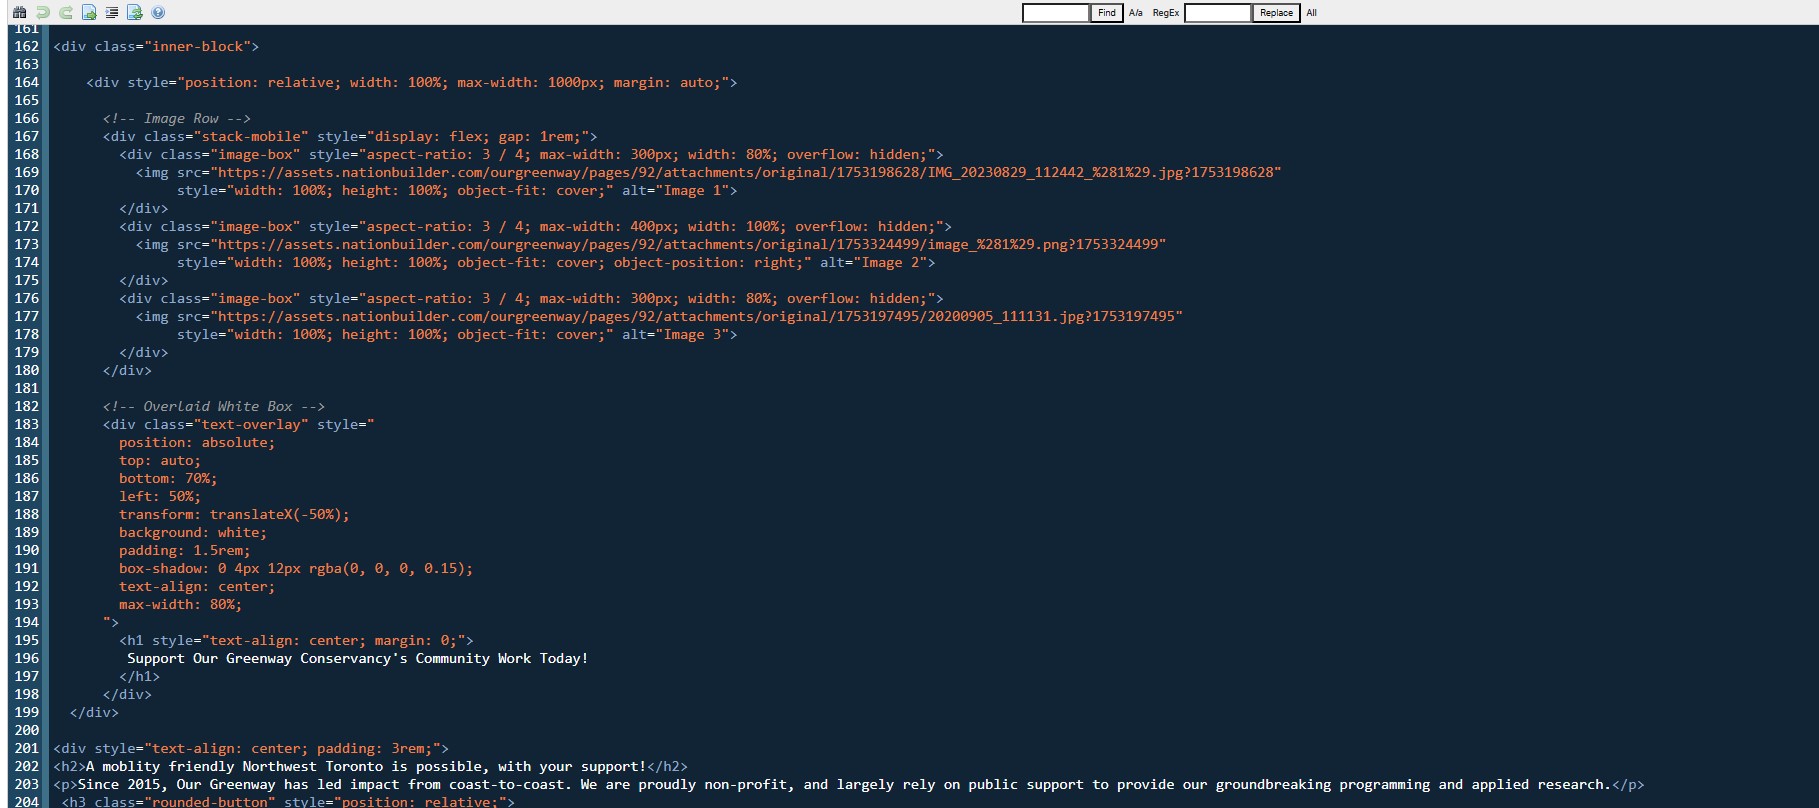 Find A/a RegEx Replace All
161
162 <div class="inner-block">
163
164 <div style="position: relative; width: 100%; max-width: 1000px; margin: auto;">
165
166 <!-- Image Row -->
167 <div class="stack-mobile" style="display: flex; gap: 1rem;">
168 <div class="image-box" style="aspect-ratio: 3 / 4; max-width: 300px; width: 80%; overflow: hidden;">
169 <img src="https://assets.nationbuilder.com/ourgreenway/pages/92/attachments/original/1753198628/IMG_20230829_112442_%281%29.jpg?1753198628"
170 style="width: 100%; height: 100%; object-fit: cover;" alt="Image 1">
171 </div>
172 <div class="image-box" style="aspect-ratio: 3 / 4; max-width: 400px; width: 100%; overflow: hidden;">
173 <img src="https://assets.nationbuilder.com/ourgreenway/pages/92/attachments/original/1753324499/image_%281%29.png?1753324499"
174 style="width: 100%; height: 100%; object-fit: cover; object-position: right;" alt="Image 2">
175 </div>
176 <div class="image-box" style="aspect-ratio: 3 / 4; max-width: 300px; width: 80%; overflow: hidden;">
177 <img src="https://assets.nationbuilder.com/ourgreenway/pages/92/attachments/original/1753197495/20200905_111131.jpg?1753197495"
178 style="width: 100%; height: 100%; object-fit: cover;" alt="Image 3">
179 </div>
180 </div>
181
182 <!-- Overlaid White Box -->
183 <div class="text-overlay" style="
184 position: absolute;
185 top: auto;
186 bottom: 70%;
187 left: 50%;
188 transform: translateX(-50%);
189 background: white;
190 padding: 1.5rem;
191 box-shadow: 0 4px 12px rgba(0, 0, 0, 0.15);
192 text-align: center;
193 max-width: 80%;
194 ">
195 <h1 style="text-align: center; margin: 0;">
196 Support Our Greenway Conservancy's Community Work Today!
197 </h1>
198 </div>
199 </div>
200
201 <div style="text-align: center; padding: 3rem;">
202 <h2>A moblity friendly Northwest Toronto is possible, with your support!</h2>
203 <p>Since 2015, Our Greenway has led impact from coast-to-coast. We are proudly non-profit, and largely rely on public support to provide our groundbreaking programming and applied research.</p>
204 <h3 class="rounded-button" style="position: relative;">